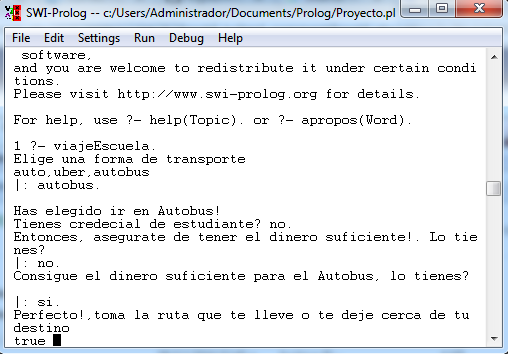 SWI-Prolog -- c:/Users/Administrador/Documents/Prolog/Proyecto.pl
File Edit Settings Run Debug Help
software,
and you are welcome to redistribute it under certain condi
tions.
Please visit http://www.swi-prolog.org for details.
For help, use ?- help(Topic). or ?- apropos(Word).
1 ?- viajeEscuela.
Elige una forma de transporte
auto,uber,autobus
|: autobus.
Has elegido ir en Autobus!
Tienes credecial de estudiante? no.
Entonces, asegurate de tener el dinero suficiente!. Lo tie
nes?
|: no.
Consigue el dinero suficiente para el Autobus, lo tienes?
|: si.
Perfecto!,toma la ruta que te lleve o te deje cerca de tu
destino
true